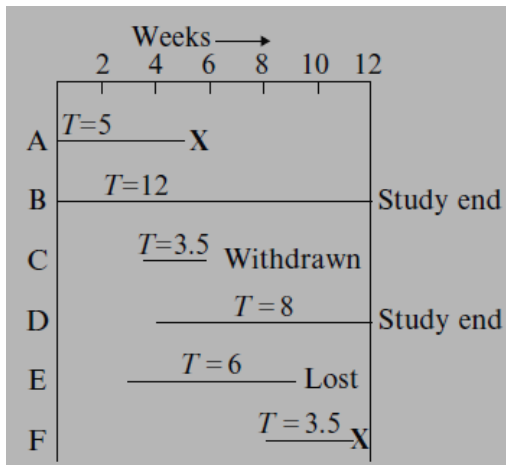 Weeks
2 4 6 8 10 12
T=5
A X
T=12
B Study end
T=3.5
C Withdrawn
T = 8
D Study end
T = 6
E Lost
T = 3.5
F X